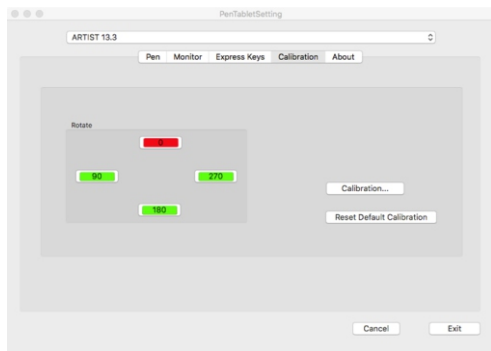 PenTabletSetting
ARTIST 13.3
Pen Monitor Express Keys Calibration About
Rotate
0
90 270
180
Calibration...
Reset Default Calibration
Cancel Exit